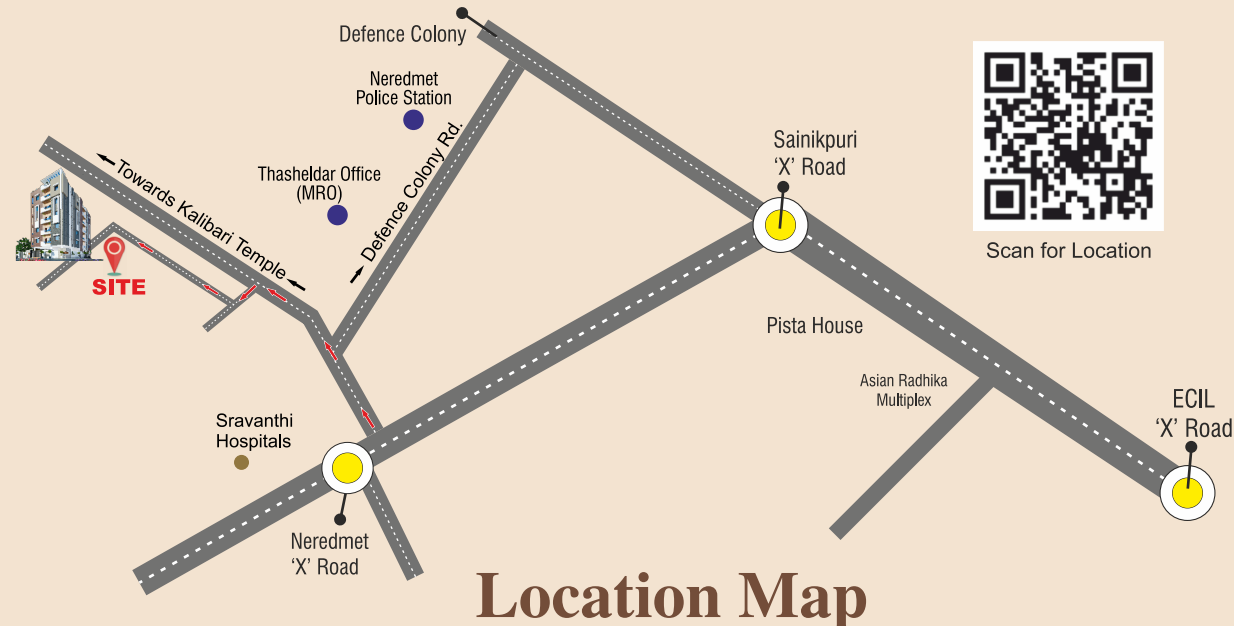 Defence Colony
Neredmet
Police Station
Sainikpuri
‘X’ Road
Scan for Location
Thasheldar Office
(MRO)
Defence Colony Rd.
Towards Kalibari Temple
SITE
Pista House
Asian Radhika
Multiplex
ECIL
‘X’ Road
Sravanthi
Hospitals
Neredmet
‘X’ Road
Location Map